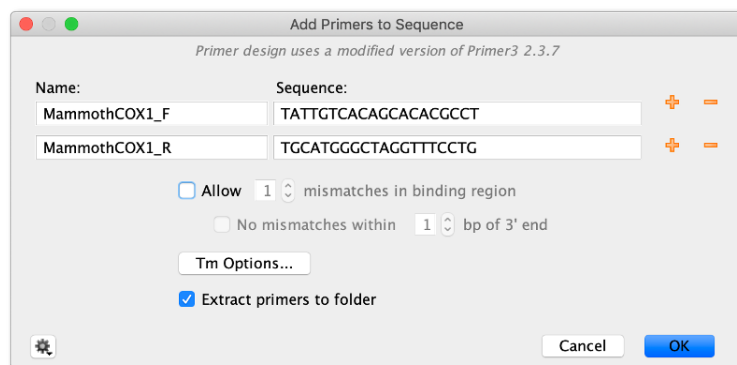 Add Primers to Sequence
Primer design uses a modified version of Primer3 2.3.7
Name: Sequence:
MammothCOX1_F TATTGTCACAGCACACGCCT
MammothCOX1_R TGCATGGGCTAGGTTTCCTG
Allow 1 mismatches in binding region
No mismatches within 1 bp of 3' end
Tm Options...
Extract primers to folder
Cancel OK